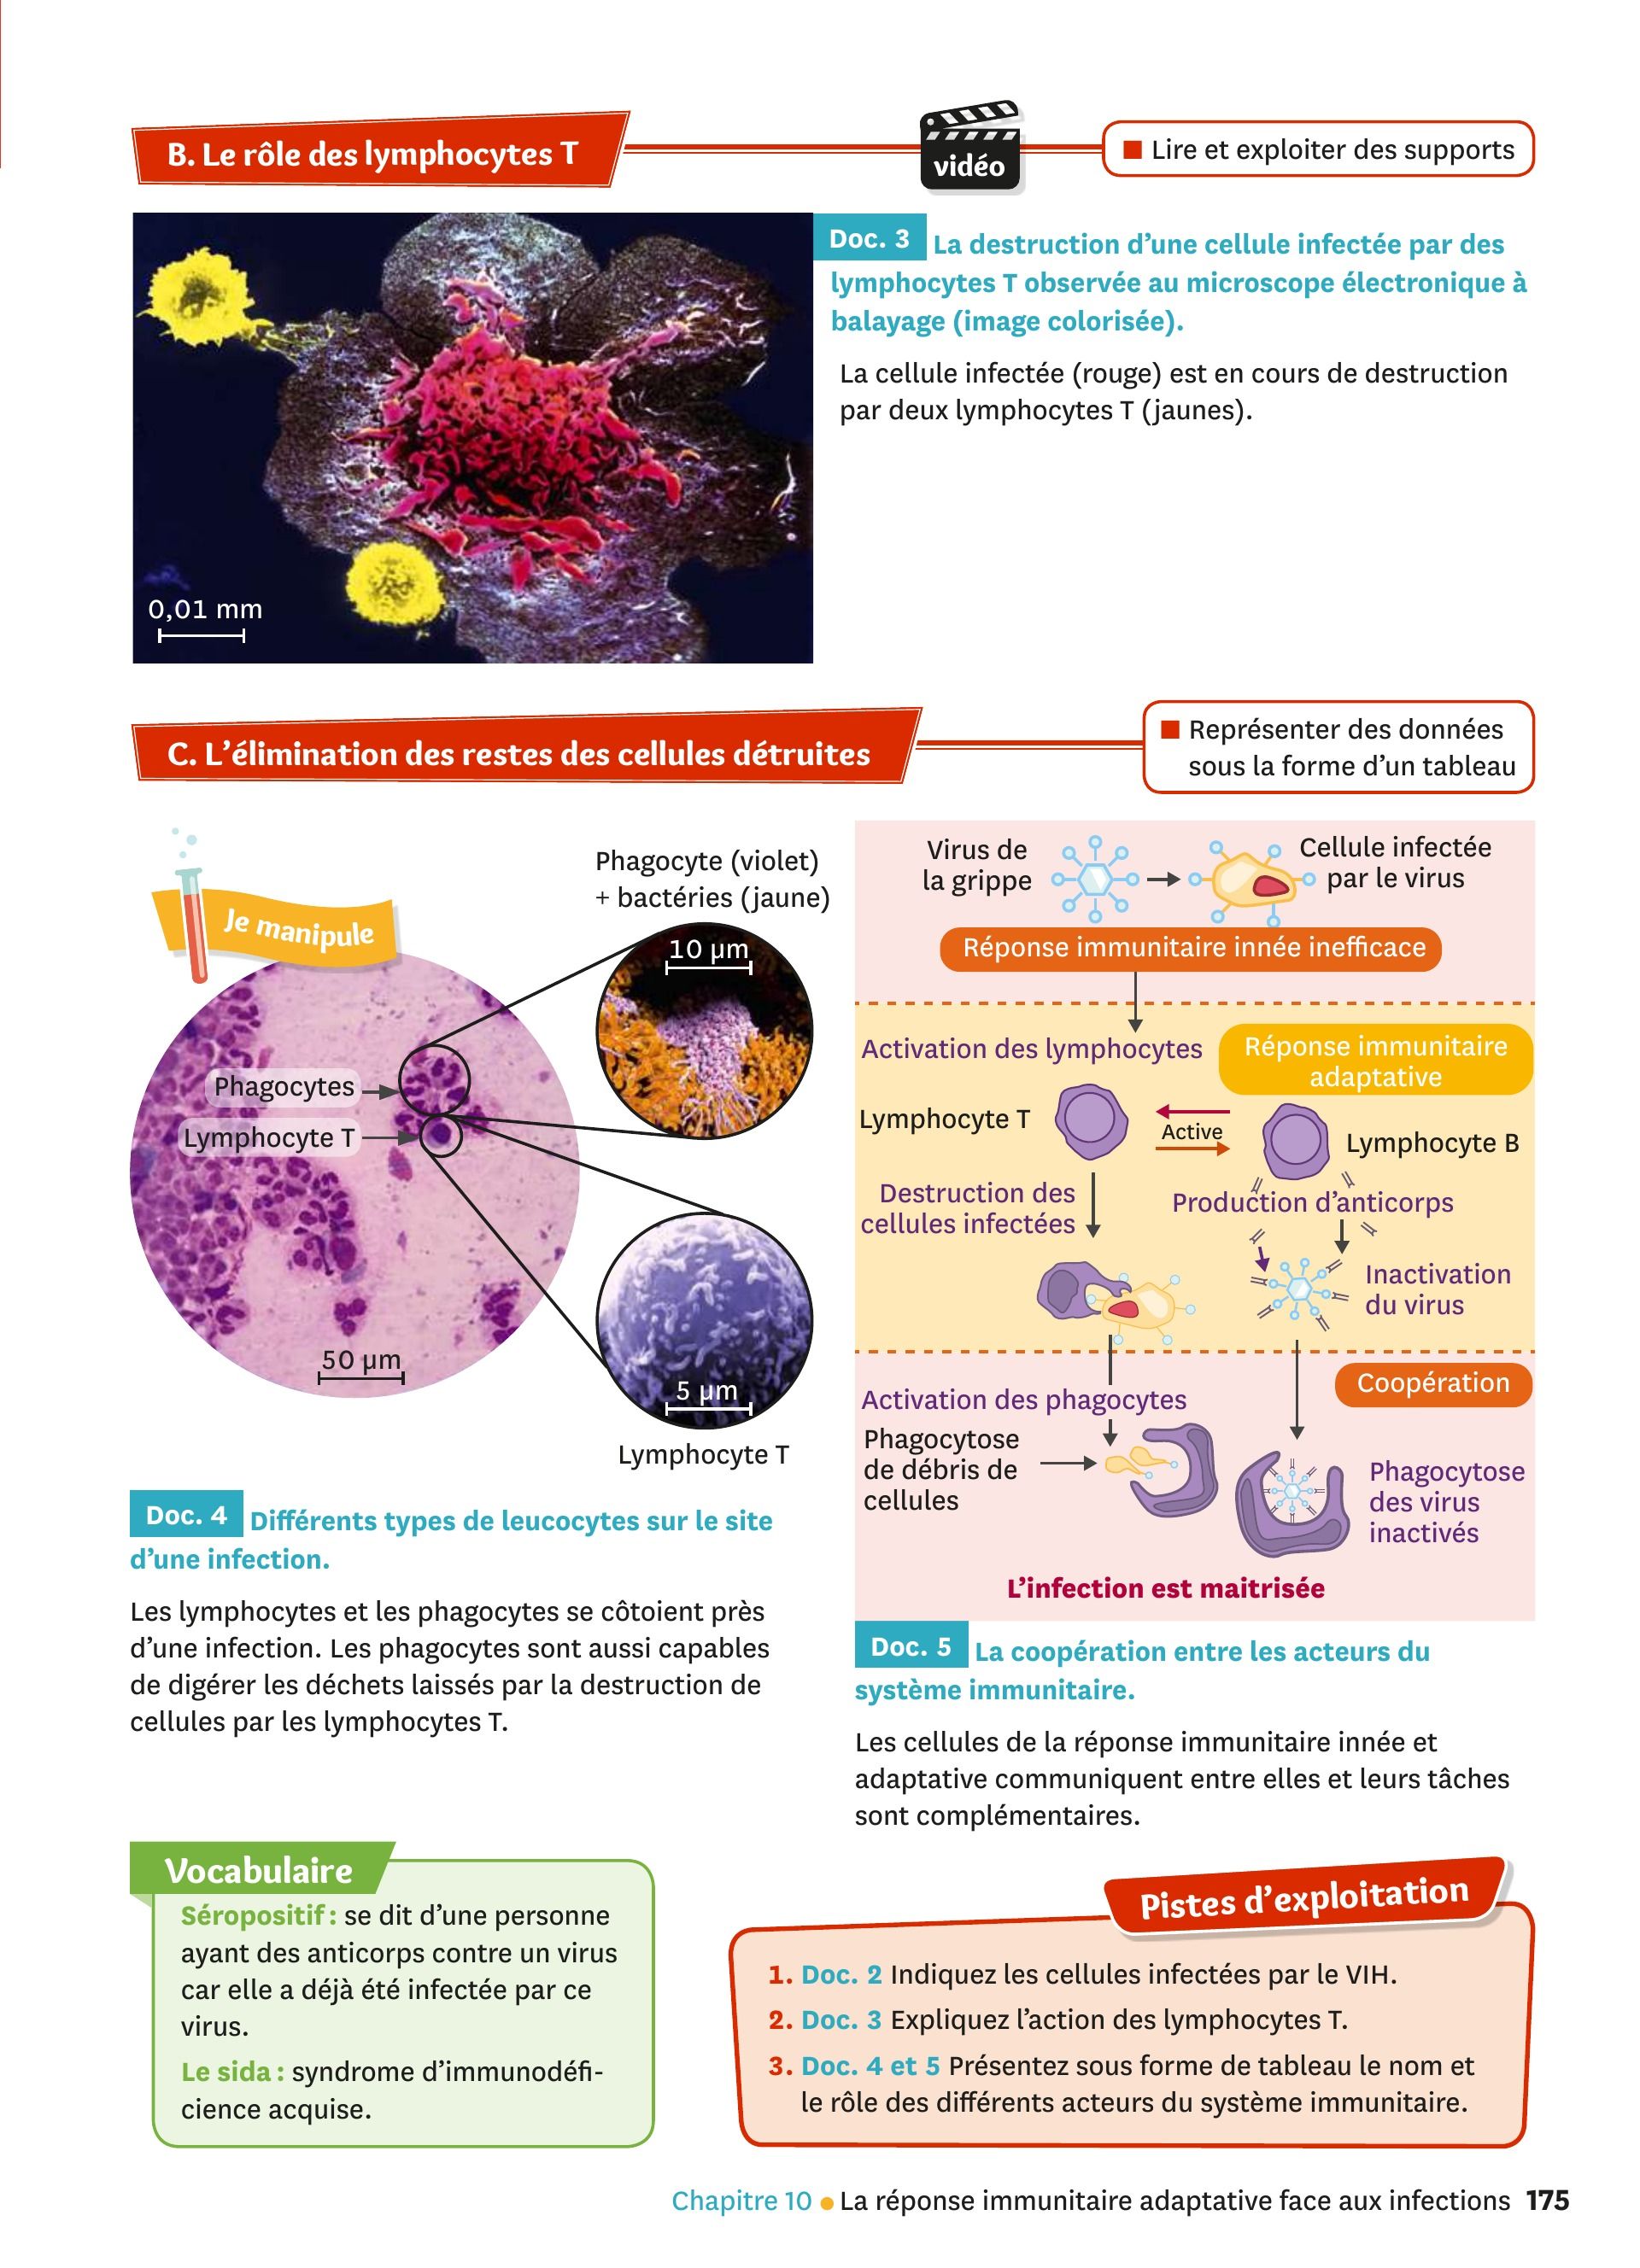 B. Le rôle des lymphocytes T
vidéo
■ Lire et exploiter des supports
0,01 mm
Doc. 3 La destruction d'une cellule infectée par des
lymphocytes T observée au microscope électronique à
balayage (image colorisée).
La cellule infectée (rouge) est en cours de destruction
par deux lymphocytes T (jaunes).
C. L'élimination des restes des cellules détruites
■ Représenter des données
sous la forme d'un tableau
Je manipule
Phagocyte (violet)
+ bactéries (jaune)
10 µm
Phagocytes
Lymphocyte T
50 µm
5 µm
Lymphocyte T
Doc. 4 Différents types de leucocytes sur le site
d'une infection.
Les lymphocytes et les phagocytes se côtoient près
d'une infection. Les phagocytes sont aussi capables
de digérer les déchets laissés par la destruction de
cellules par les lymphocytes T.
Virus de
la grippe
Cellule infectée
par le virus
Réponse immunitaire innée inefficace
Activation des lymphocytes
Réponse immunitaire
adaptative
Lymphocyte T
Active
Lymphocyte B
Destruction des
cellules infectées
Production d'anticorps
Inactivation
du virus
Coopération
Activation des phagocytes
Phagocytose
de débris de
cellules
Phagocytose
des virus
inactivés
L'infection est maitrisée
Doc. 5 La coopération entre les acteurs du
système immunitaire.
Les cellules de la réponse immunitaire innée et
adaptative communiquent entre elles et leurs tâches
sont complémentaires.
Vocabulaire
Séropositif : se dit d'une personne
ayant des anticorps contre un virus
car elle a déjà été infectée par ce
virus.
Le sida : syndrome d'immunodéfi-
cience acquise.
Pistes d'exploitation
1. Doc. 2 Indiquez les cellules infectées par le VIH.
2. Doc. 3 Expliquez l'action des lymphocytes T.
3. Doc. 4 et 5 Présentez sous forme de tableau le nom et
le rôle des différents acteurs du système immunitaire.
Chapitre 10 ● La réponse immunitaire adaptative face aux infections 175